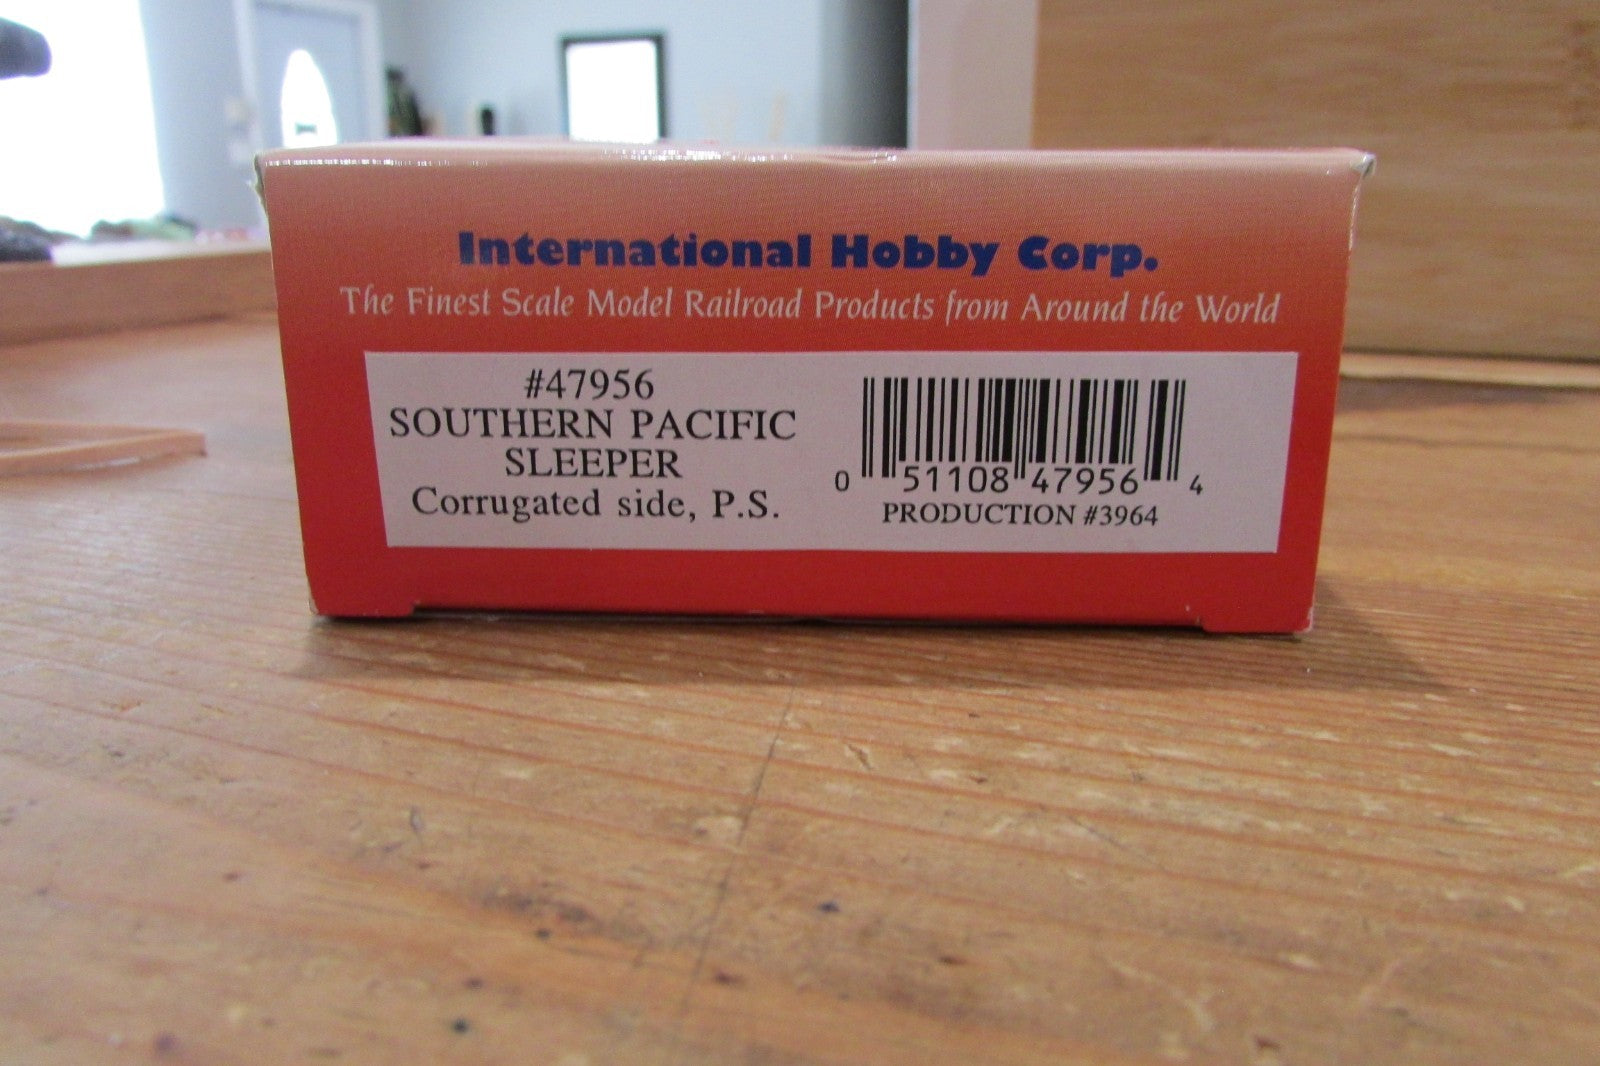 International Hobby Corp.
The Finest Scale Model Railroad Products from Around the World
#47956
SOUTHERN PACIFIC
SLEEPER
Corrugated side, P.S.
0 51108 47956 4
PRODUCTION #3964